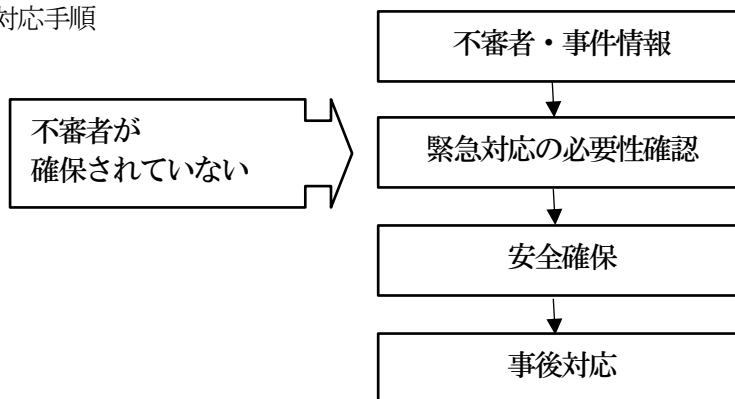 対応手順
不審者・事件情報
不審者が
確保されていない
緊急対応の必要性確認
安全確保
事後対応